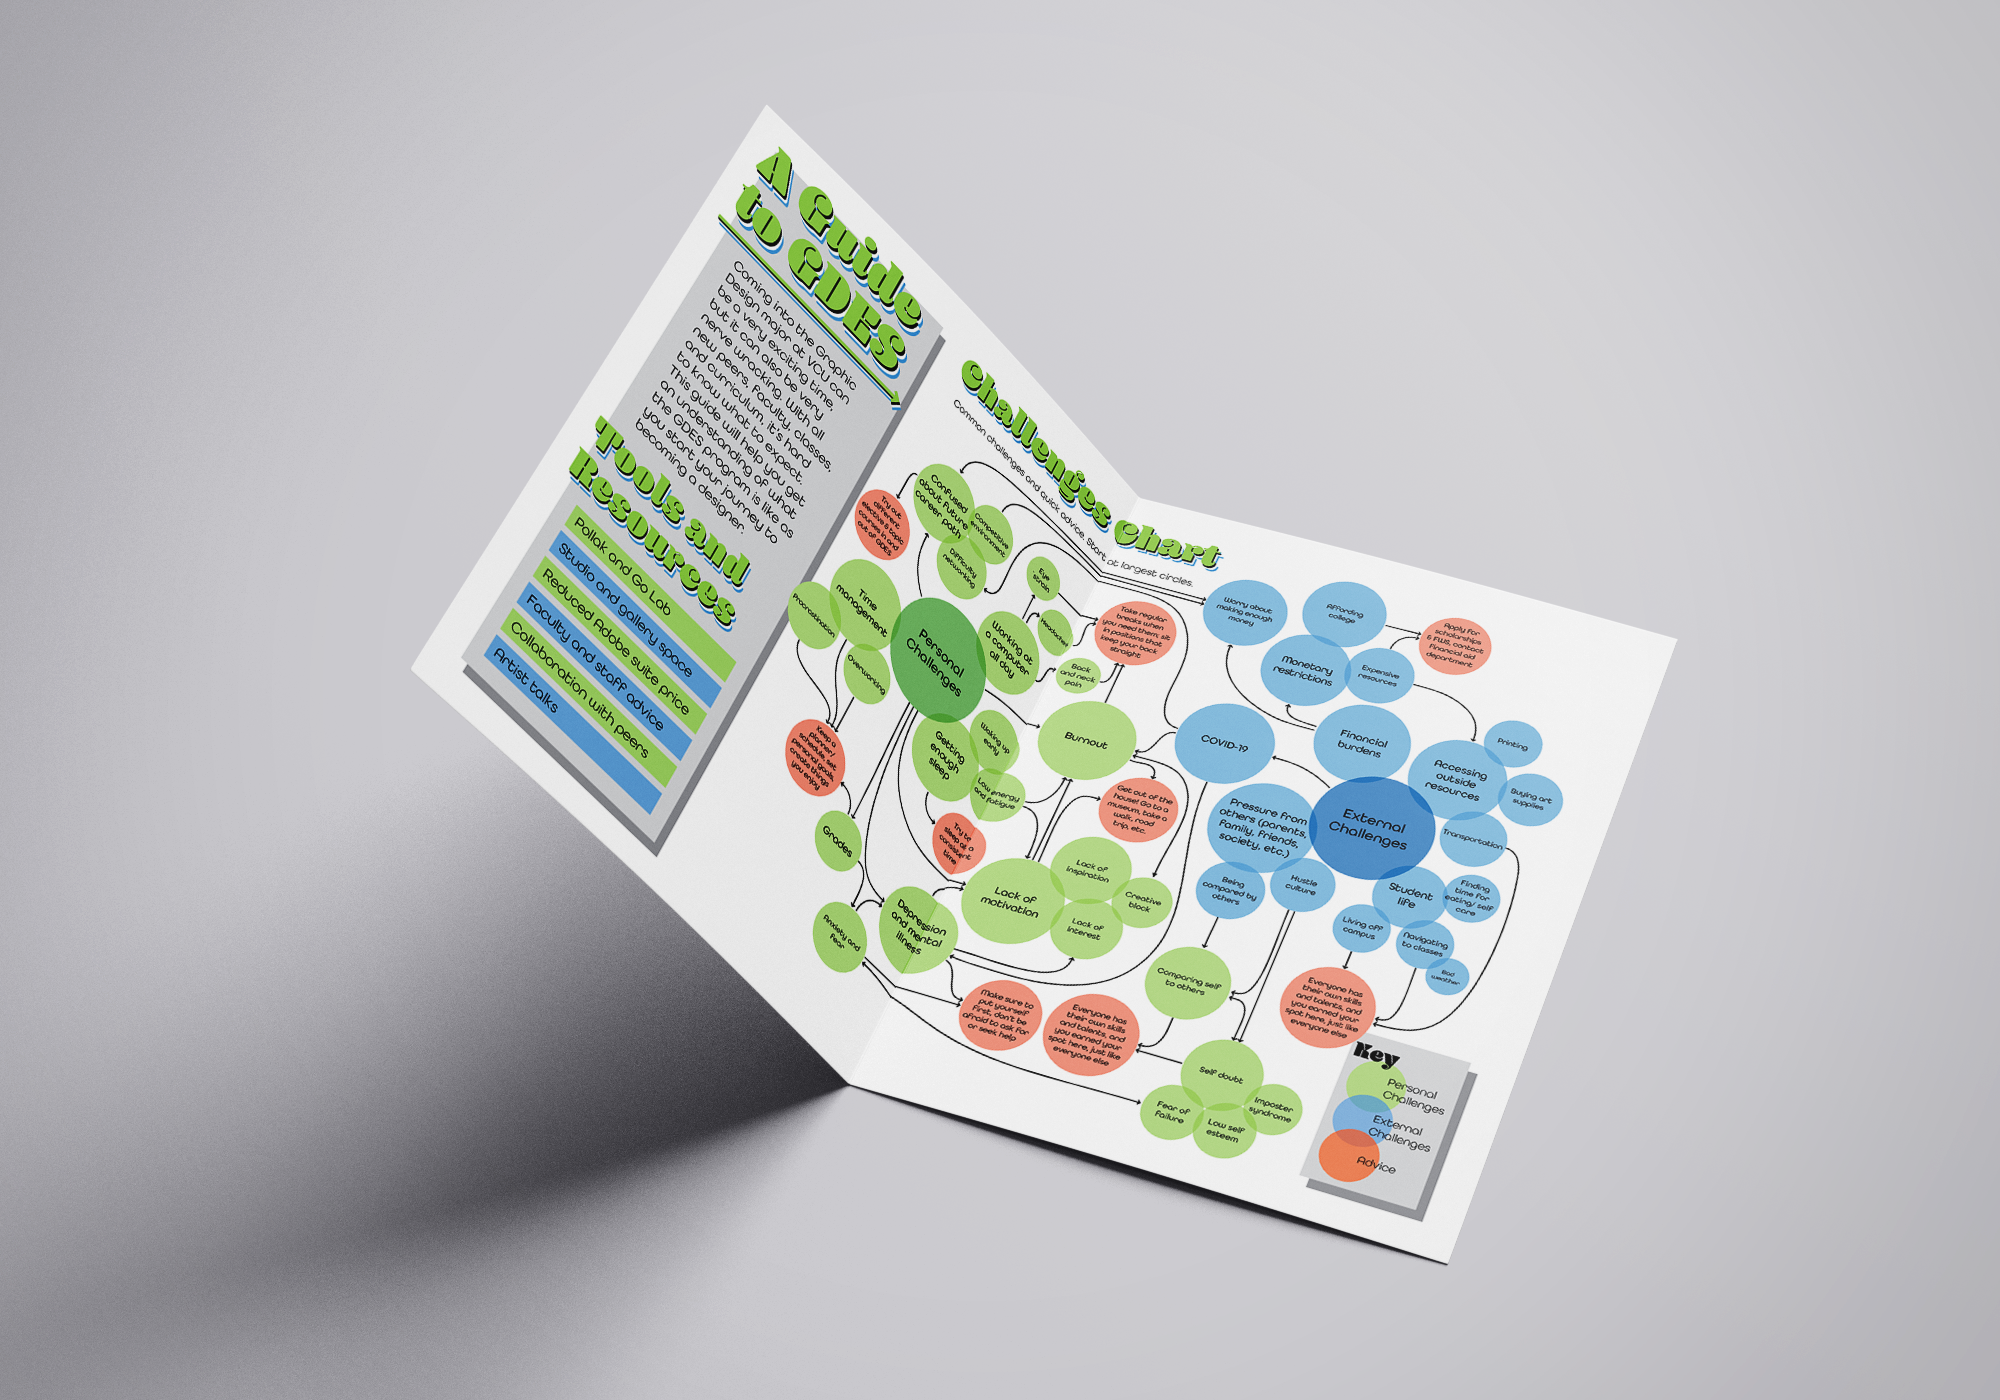 A Guide
to GDES
Coming into the Graphic
Design major at VCU can
be a very exciting time,
but it can also be very
nerve wracking. With all
new peers, faculty, classes,
and curriculum, it's hard
to know what to expect.
This guide will help you get
an understanding of what
the GDES program is like as
you start your journey to
becoming a designer.
Tools and
Resources
Pollak and Go Lab
Studio and gallery space
Reduced Adobe suite price
Faculty and staff advice
Collaboration with peers
Artist talks
Challenges Chart
Common challenges and quick advice. Start at largest circles.
Try out
different
elective & topic
courses in and
out of GDES
Confused
about future
career path
Competitive
environment
Difficulty
networking
Procrastination
Time
management
Overworking
Personal
Challenges
Eye
strain
Headaches
Working at
a computer
all day
Back
and neck
pain
Take regular
breaks when
you need them; sit
in positions that
keep your back
straight
Keep a
planner/
schedule, set
personal goals,
create things
you enjoy
Getting
enough
sleep
Waking up
early
Low energy
and fatigue
Try to
sleep at a
consistent
time
Burnout
Get out of the
house! Go to a
museum, take a
walk, road
trip, etc.
Grades
Anxiety and
fear
Depression
and mental
illness
Lack of
motivation
Lack of
inspiration
Creative
block
Lack of
interest
Make sure to
put yourself
first, don't be
afraid to ask for
or seek help
Everyone has
their own skills
and talents, and
you earned your
spot here, just like
everyone else
Comparing self
to others
Self doubt
Fear of
failure
Low self
esteem
Imposter
syndrome
Worry about
making enough
money
Affording
college
Apply for
scholarships
& FWS, contact
financial aid
department
Monetary
restrictions
Expensive
resources
COVID-19
Financial
burdens
Accessing
outside
resources
Printing
Buying art
supplies
Transportation
Pressure from
others (parents,
family, friends,
society, etc.)
External
Challenges
Being
compared by
others
Hustle
culture
Student
life
Finding
time for
eating/ self
care
Living off
campus
Navigating
to classes
Bad
weather
Everyone has
their own skills
and talents, and
you earned your
spot here, just like
everyone else
Key
Personal
Challenges
External
Challenges
Advice